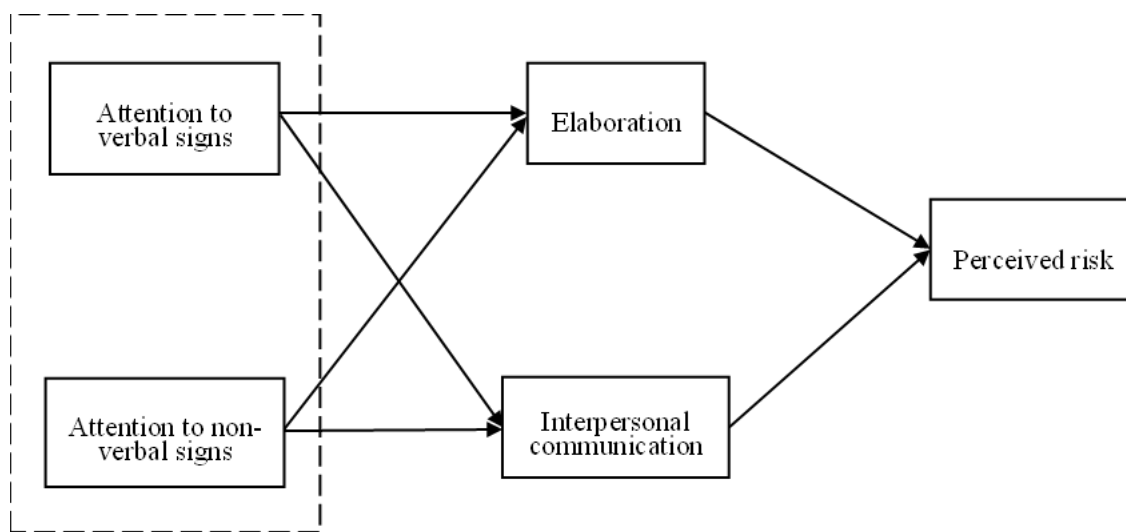 Attention to
verbal signs
Elaboration
Perceived risk
Attention to non-
verbal signs
Interpersonal
communication